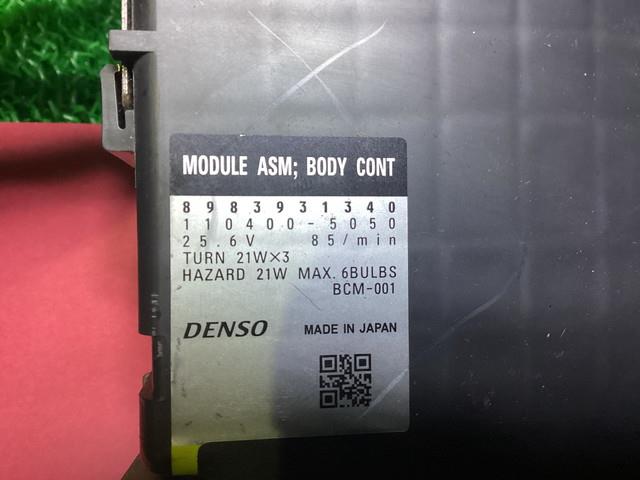 MODULE ASM; BODY CONT
8983931340
110400-5050
25.6V 85/min
TURN 21W×3
HAZARD 21W MAX. 6BULBS
BCM-001
DENSO MADE IN JAPAN